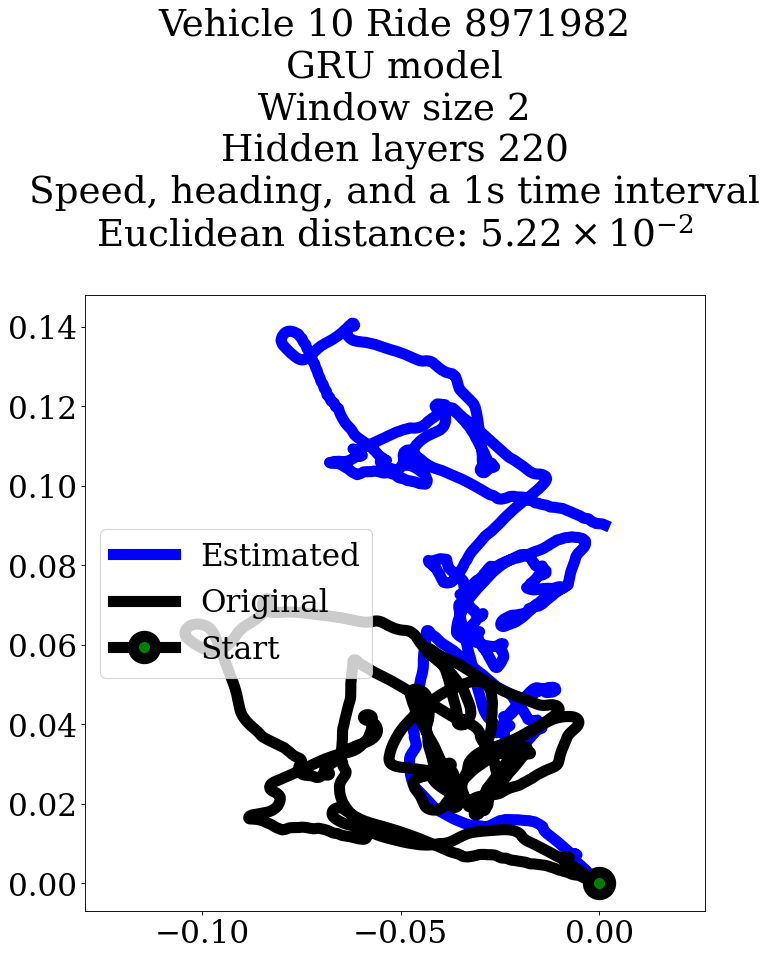 Vehicle 10 Ride 8971982
GRU model
Window size 2
Hidden layers 220
Speed, heading, and a 1s time interval
Euclidean distance: 5.22 × 10⁻²
0.14
0.12
0.10
0.08
0.06
0.04
0.02
0.00
Estimated
Original
Start
−0.10
−0.05
0.00